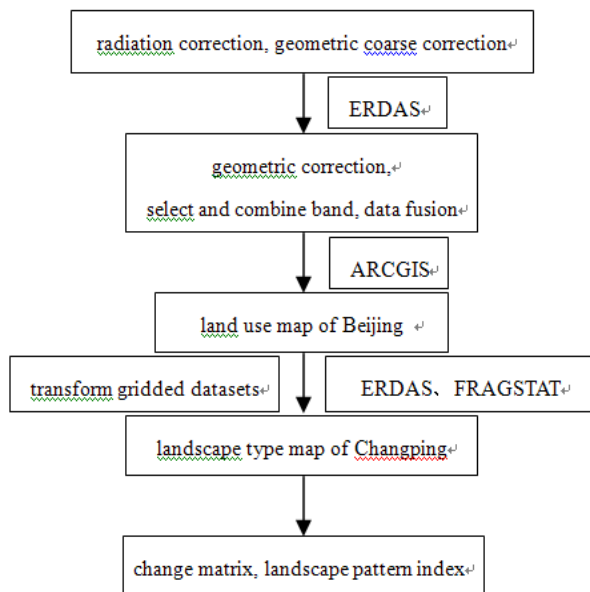 radiation correction, geometric coarse correction↵
ERDAS↵
geometric correction,↵
select and combine band, data fusion↵
ARCGIS↵
land use map of Beijing ↵
transform gridded datasets↵
ERDAS、FRAGSTAT↵
landscape type map of Changping↵
change matrix, landscape pattern index↵